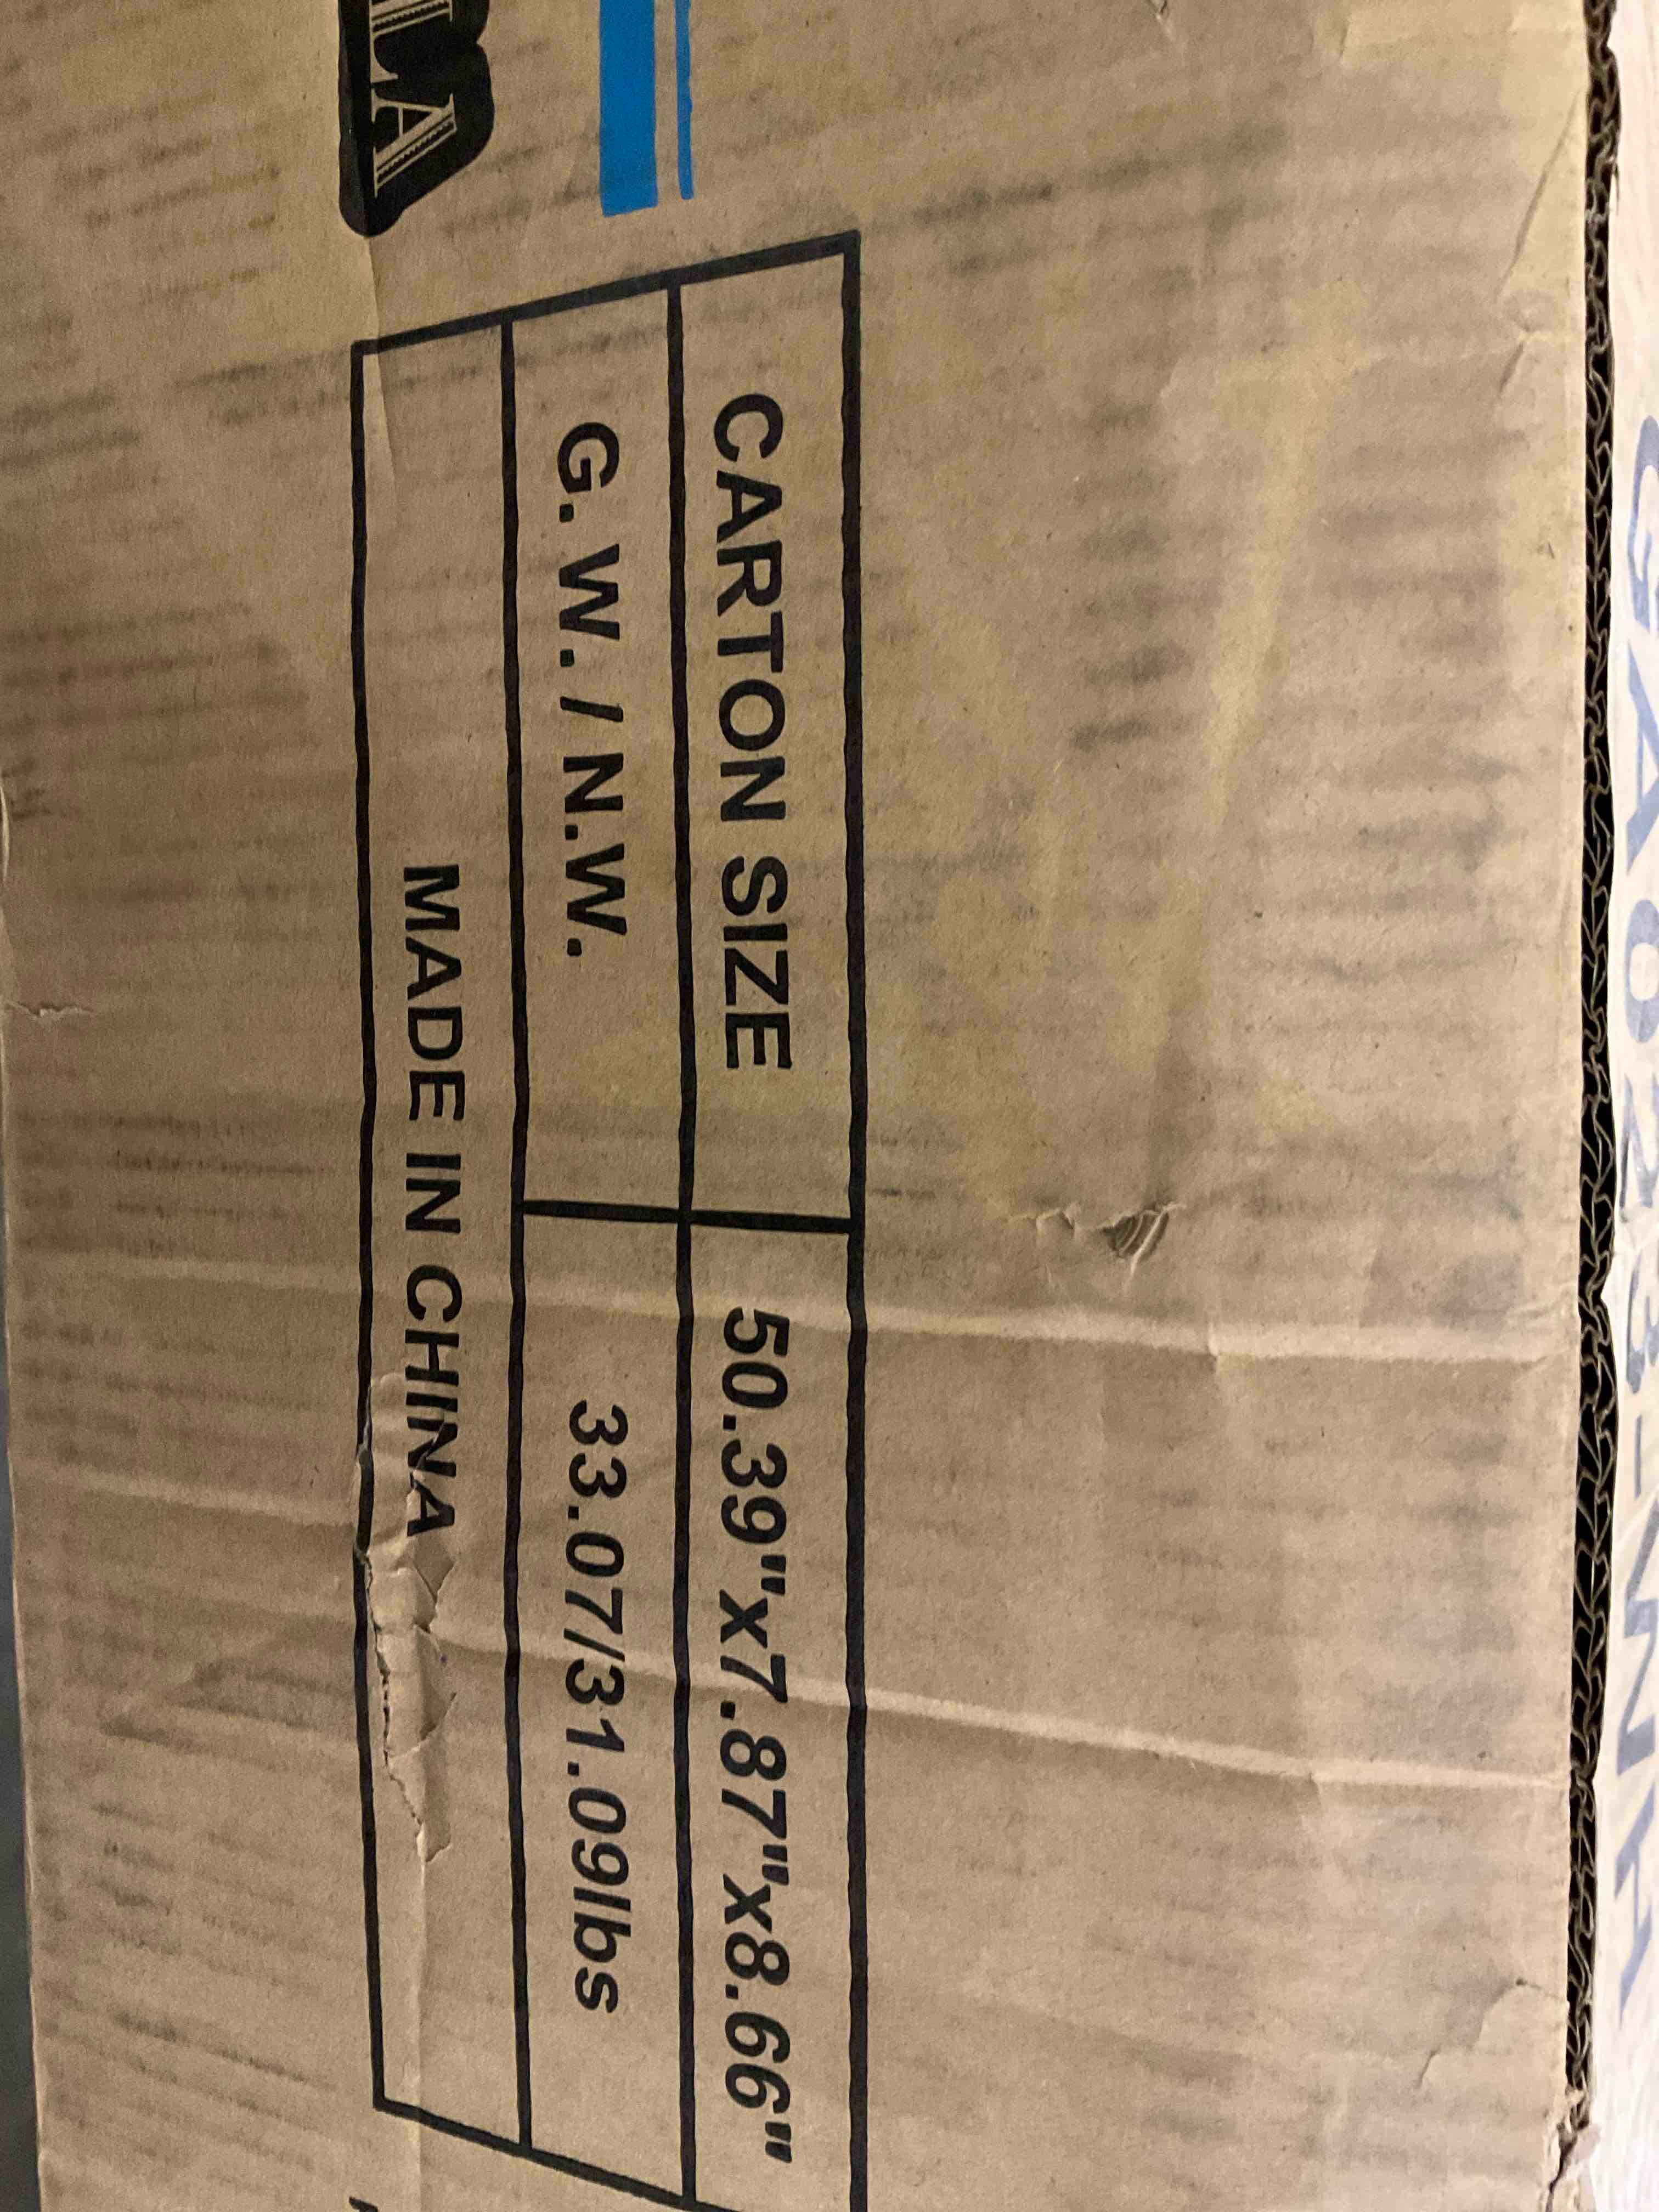 CARTON SIZE 50.39"x7.87"x8.66"
G. W. / N.W. 33.07/31.09lbs
MADE IN CHINA